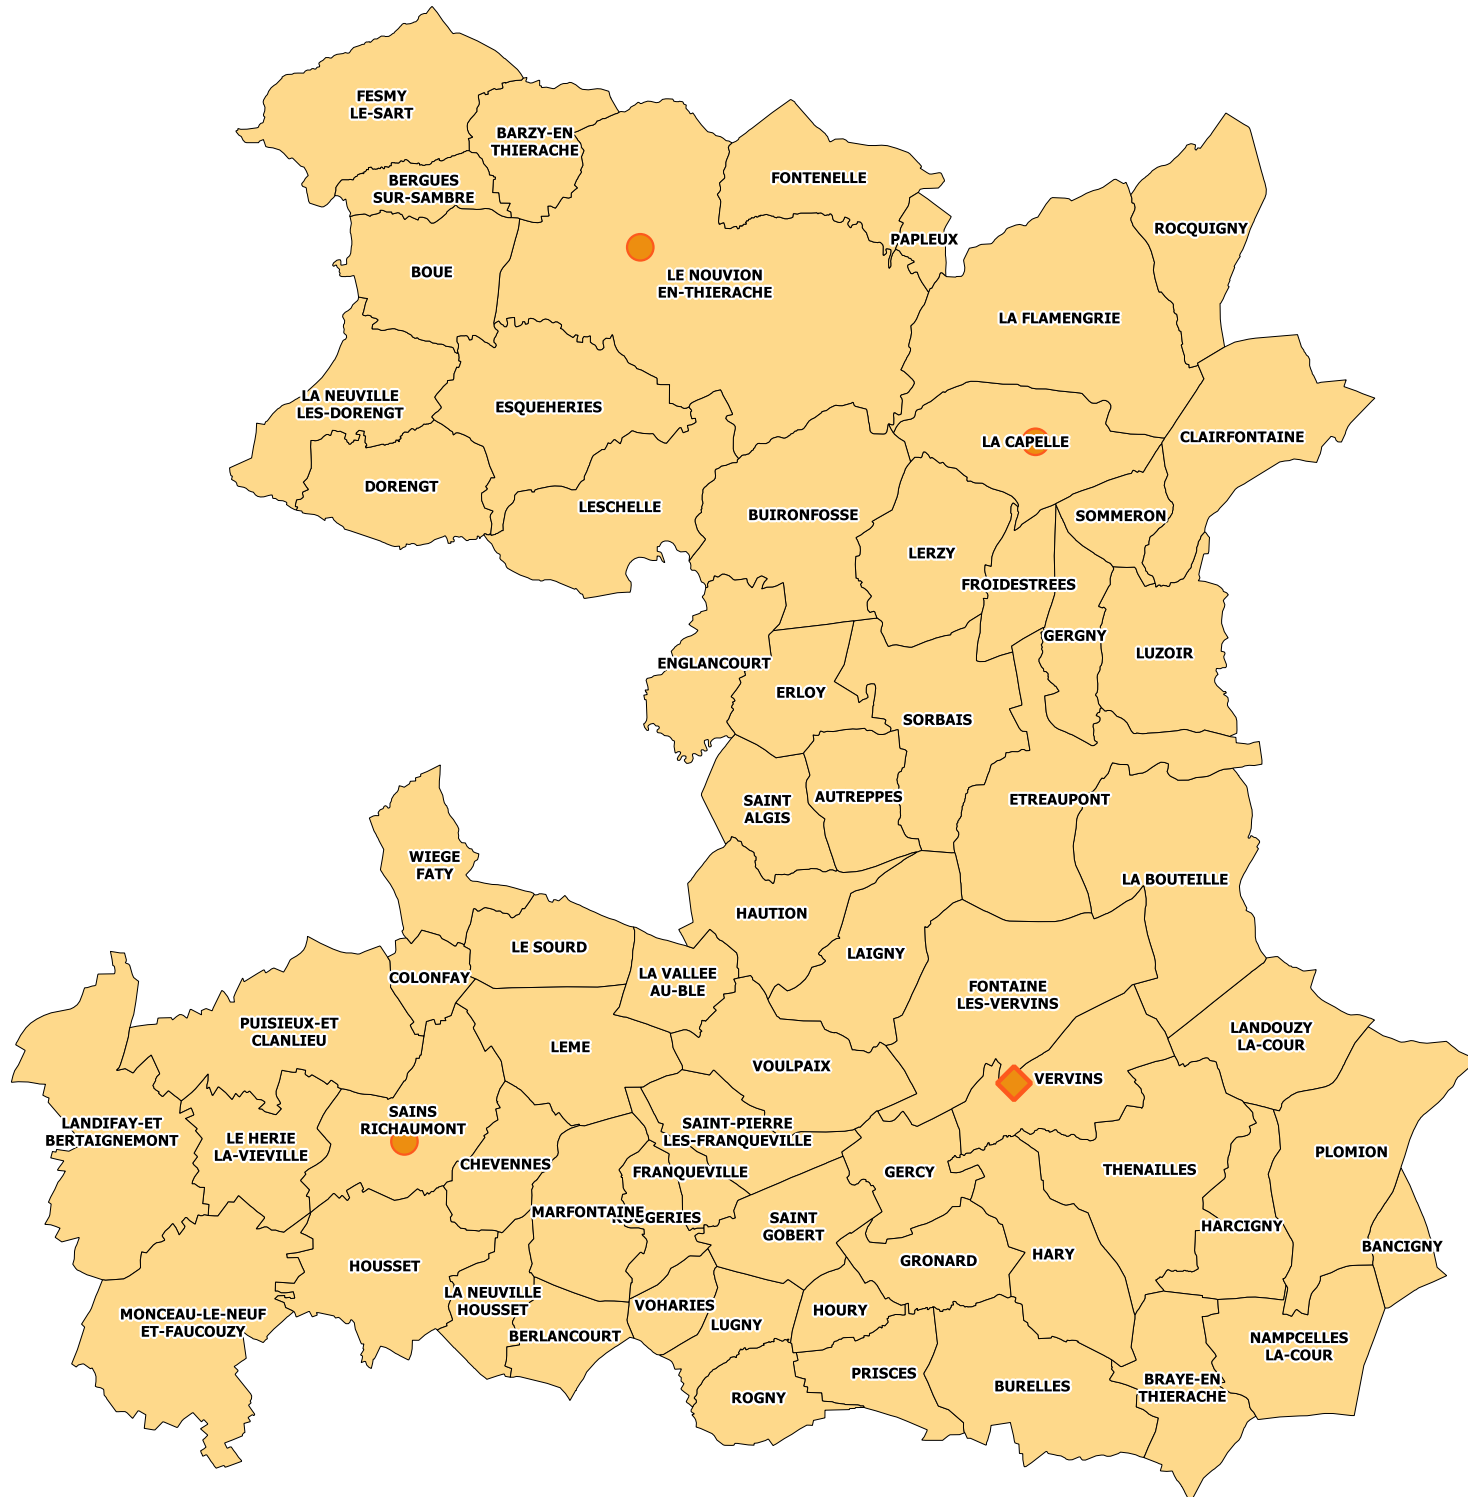 FESMY
LE-SART
BARZY-EN
THIERACHE
BERGUES
SUR-SAMBRE
FONTENELLE
PAPLEUX
ROCQUIGNY
BOUE
LE NOUVION
EN-THIERACHE
LA FLAMENGRIE
LA NEUVILLE
LES-DORENGT
ESQUEHERIES
LA CAPELLE
CLAIRFONTAINE
DORENGT
LESCHELLE
BUIRONFOSSE
SOMMERON
LERZY
FROIDESTREES
GERGNY
LUZOIR
ENGLANCOURT
ERLOY
SORBAIS
SAINT
ALGIS
AUTREPPES
ETREAUPONT
WIEGE
FATY
LA BOUTEILLE
HAUTION
LE SOURD
LAIGNY
COLONFAY
LA VALLEE
AU-BLE
FONTAINE
LES-VERVINS
PUISIEUX-ET
CLANLIEU
LANDOUZY
LA-COUR
LEME
VOULPAIX
VERVINS
SAINS
RICHAUMONT
LANDIFAY-ET
BERTAIGNEMONT
LE HERIE
LA-VIEVILLE
SAINT-PIERRE
LES-FRANQUEVILLE
CHEVENNES
FRANQUEVILLE
GERCY
THENAILLES
PLOMION
MARFONTAINE
ROUGERIES
SAINT
GOBERT
HARCIGNY
BANCIGNY
HOUSSET
GRONARD
HARY
LA NEUVILLE
HOUSSET
VOHARIES
LUGNY
HOURY
MONCEAU-LE-NEUF
ET-FAUCOUZY
BERLANCOURT
NAMPCELLES
LA-COUR
PRISCES
BURELLES
BRAYE-EN
THIERACHE
ROGNY